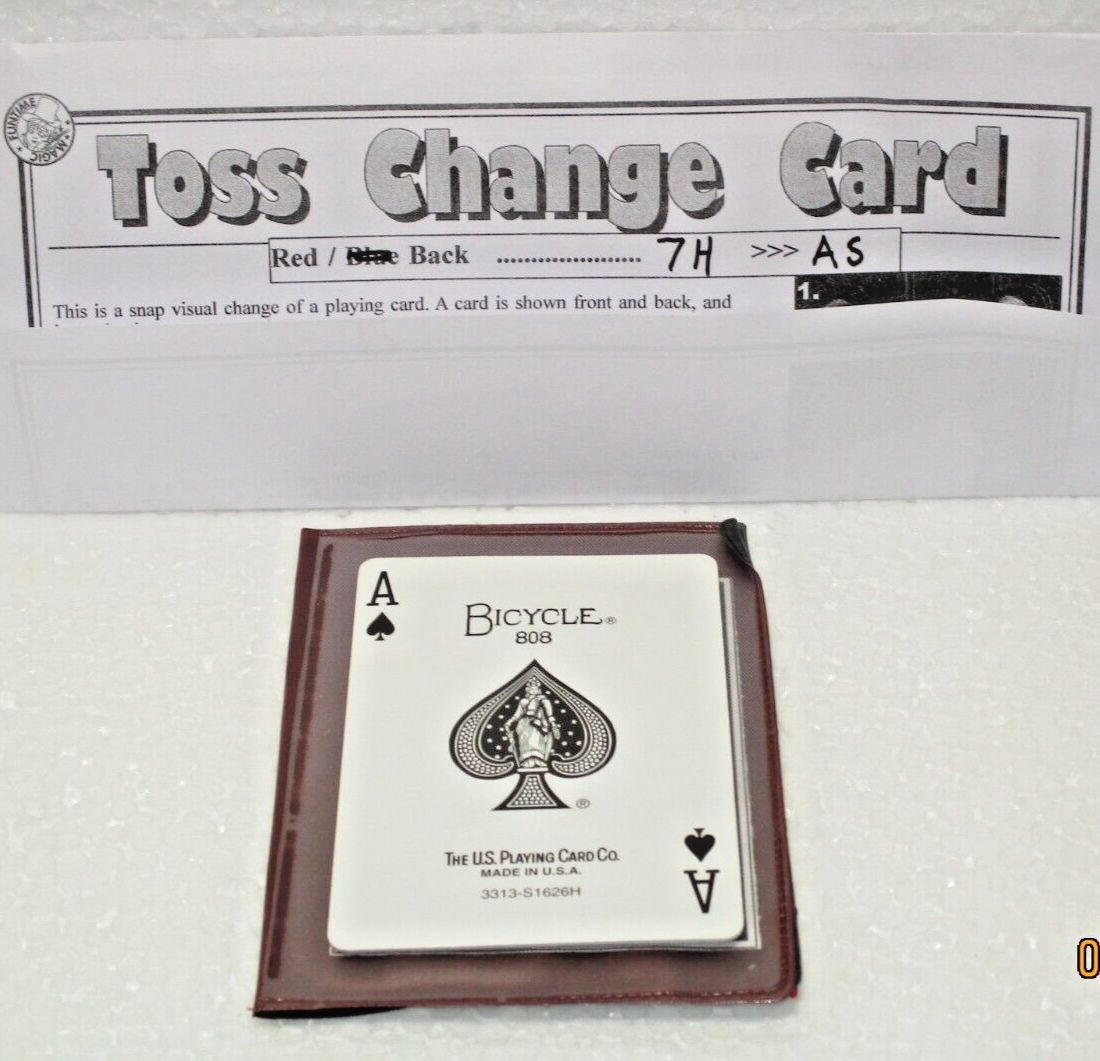 FUNTIME MAGIC
Toss Change Card
Red / Back ..................... 7H >>> AS
This is a snap visual change of a playing card. A card is shown front and back, and
1.
A
BICYCLE®
808
®
THE U.S. PLAYING CARD CO.
MADE IN U.S.A.
3313-S1626H
A
0